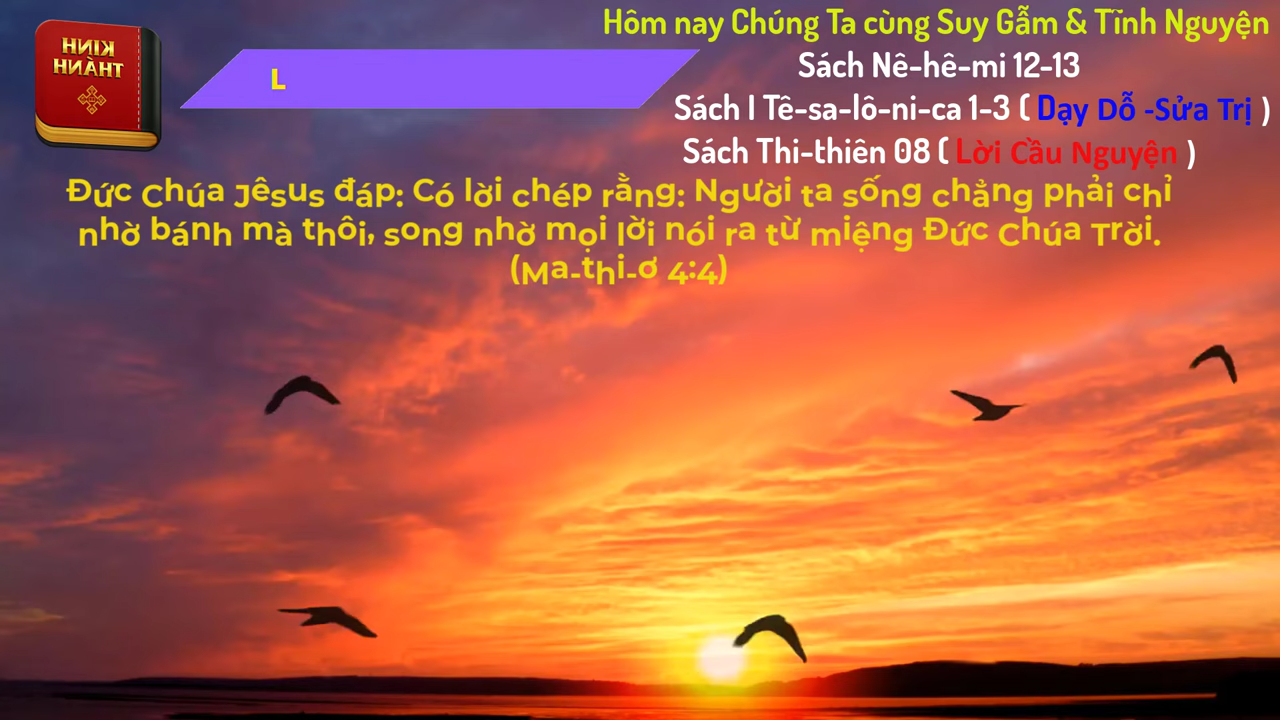 KINH
THÁNH
L
Hôm nay Chúng Ta cùng Suy Gẫm & Tĩnh Nguyện
Sách Nê-hê-mi 12-13
Sách I Tê-sa-lô-ni-ca 1-3 ( Dạy Dỗ -Sửa Trị )
Sách Thi-thiên 08 ( Lời Cầu Nguyện )
Đức Chúa Jêsus đáp: Có lời chép rằng: Người ta sống chẳng phải chỉ
nhờ bánh mà thôi, song nhờ mọi lời nói ra từ miệng Đức Chúa Trời.
(Ma-thi-ơ 4:4)